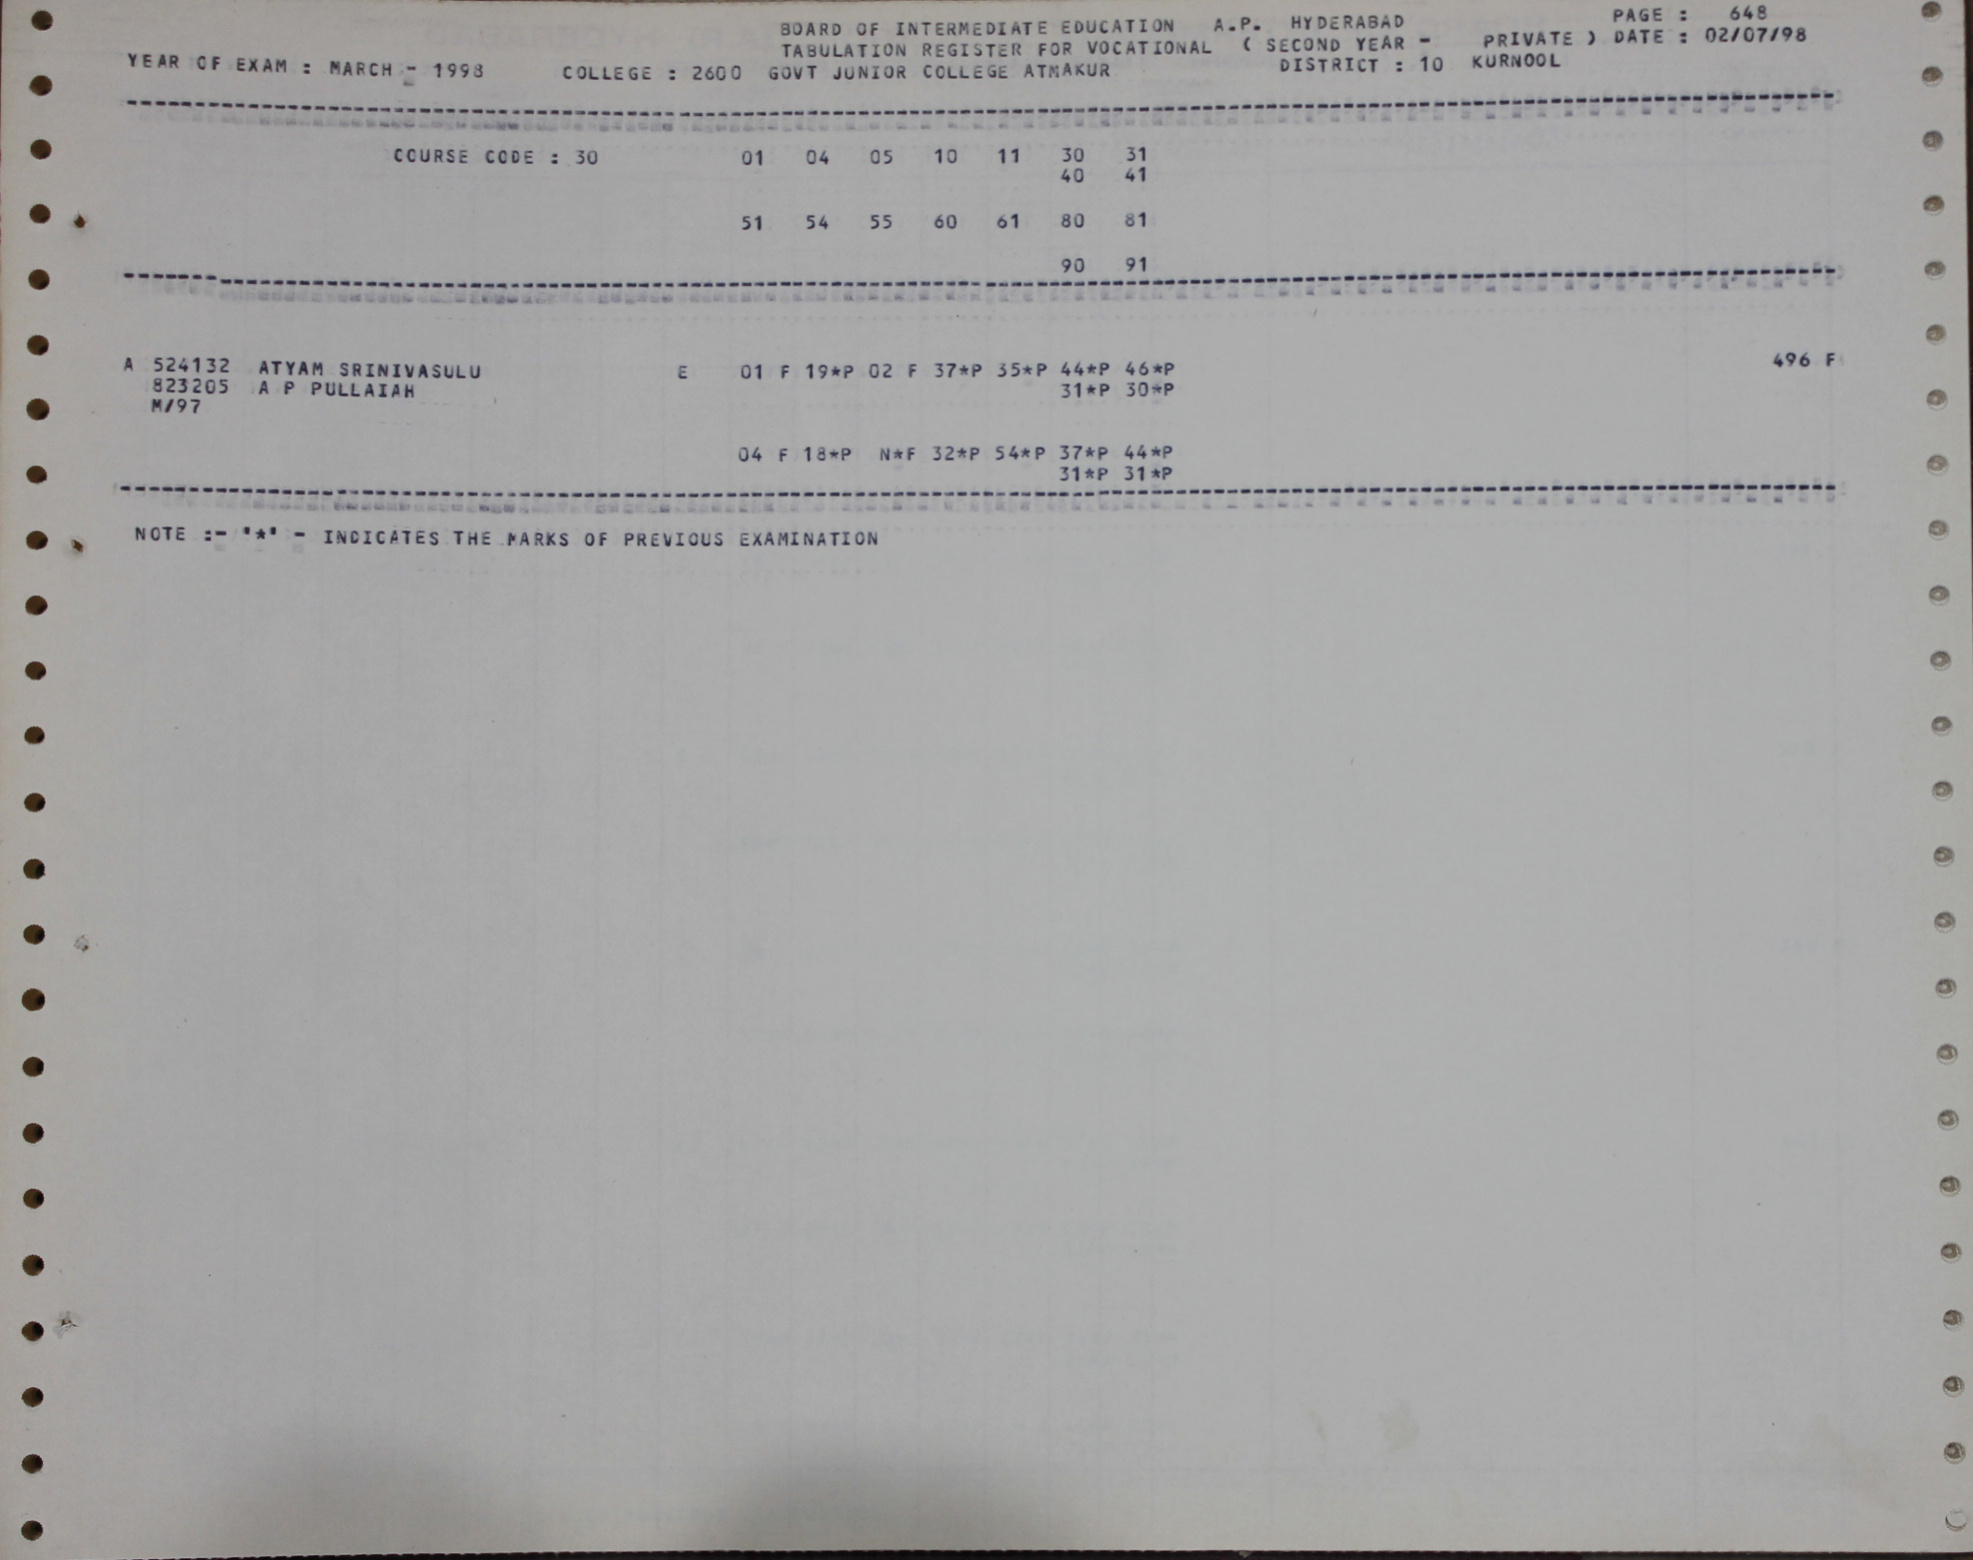 BOARD OF INTERMEDIATE EDUCATION A.P. HYDERABAD PAGE : 648
TABULATION REGISTER FOR VOCATIONAL ( SECOND YEAR - PRIVATE ) DATE : 02/07/98
YEAR OF EXAM : MARCH - 1998 COLLEGE : 2600 GOVT JUNIOR COLLEGE ATMAKUR DISTRICT : 10 KURNOOL
COURSE CODE : 30 01 04 05 10 11 30 31
40 41
51 54 55 60 61 80 81
90 91
A 524132 ATYAM SRINIVASULU E 01 F 19*P 02 F 37*P 35*P 44*P 46*P 496 F
823205 A P PULLAIAH 31*P 30*P
M/97
04 F 18*P N*F 32*P 54*P 37*P 44*P
31*P 31*P
NOTE :- '*' - INDICATES THE MARKS OF PREVIOUS EXAMINATION